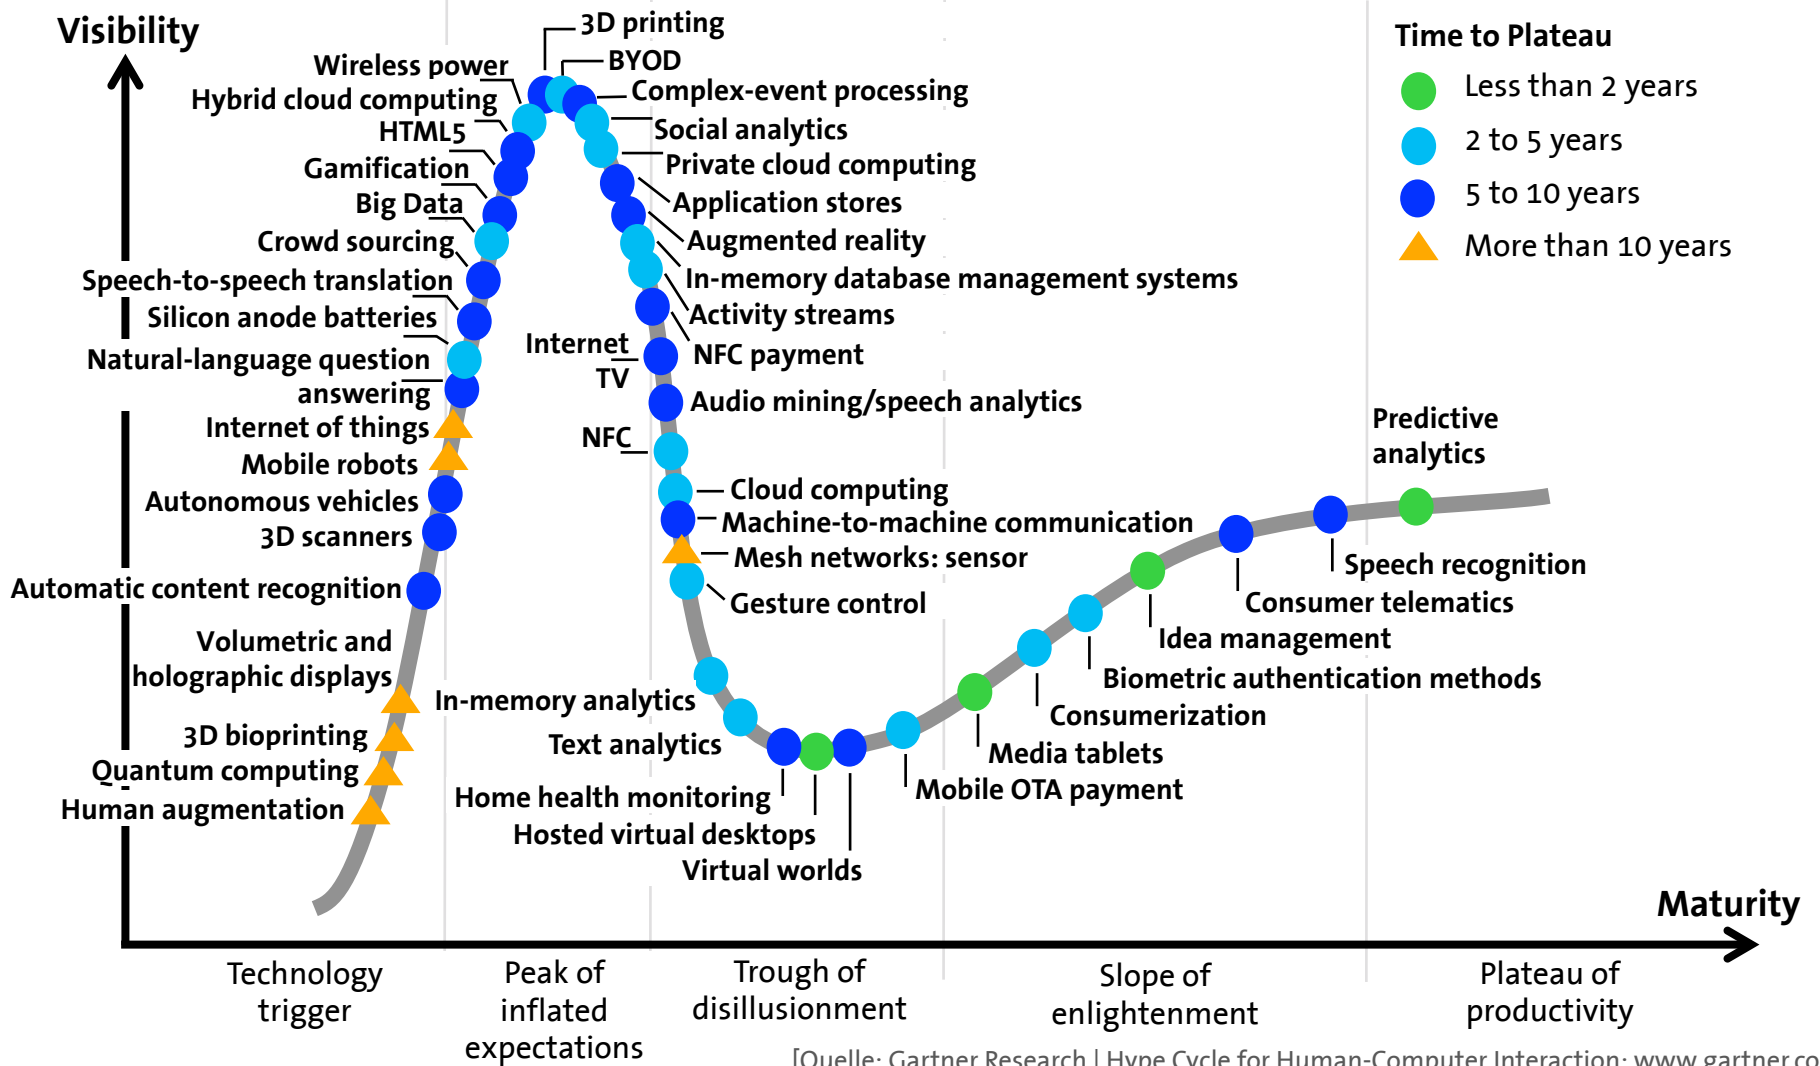 Visibility
3D printing
BYOD
Wireless power
Complex-event processing
Hybrid cloud computing
HTML5
Social analytics
Gamification
Private cloud computing
Big Data
Application stores
Crowd sourcing
Augmented reality
Speech-to-speech translation
In-memory database management systems
Silicon anode batteries
Activity streams
Natural-language question
answering
Internet
TV
NFC payment
Internet of things
Audio mining/speech analytics
Mobile robots
NFC
Autonomous vehicles
Cloud computing
3D scanners
Machine-to-machine communication
Mesh networks: sensor
Automatic content recognition
Gesture control
Volumetric and
holographic displays
In-memory analytics
3D bioprinting
Text analytics
Quantum computing
Human augmentation
Home health monitoring
Hosted virtual desktops
Virtual worlds
Mobile OTA payment
Media tablets
Consumerization
Biometric authentication methods
Idea management
Consumer telematics
Speech recognition
Predictive
analytics
Time to Plateau
Less than 2 years
2 to 5 years
5 to 10 years
More than 10 years
Maturity
Technology
trigger
Peak of
inflated
expectations
Trough of
disillusionment
Slope of
enlightenment
Plateau of
productivity
[Quelle: Gartner Research | Hype Cycle for Human-Computer Interaction; www.gartner.co